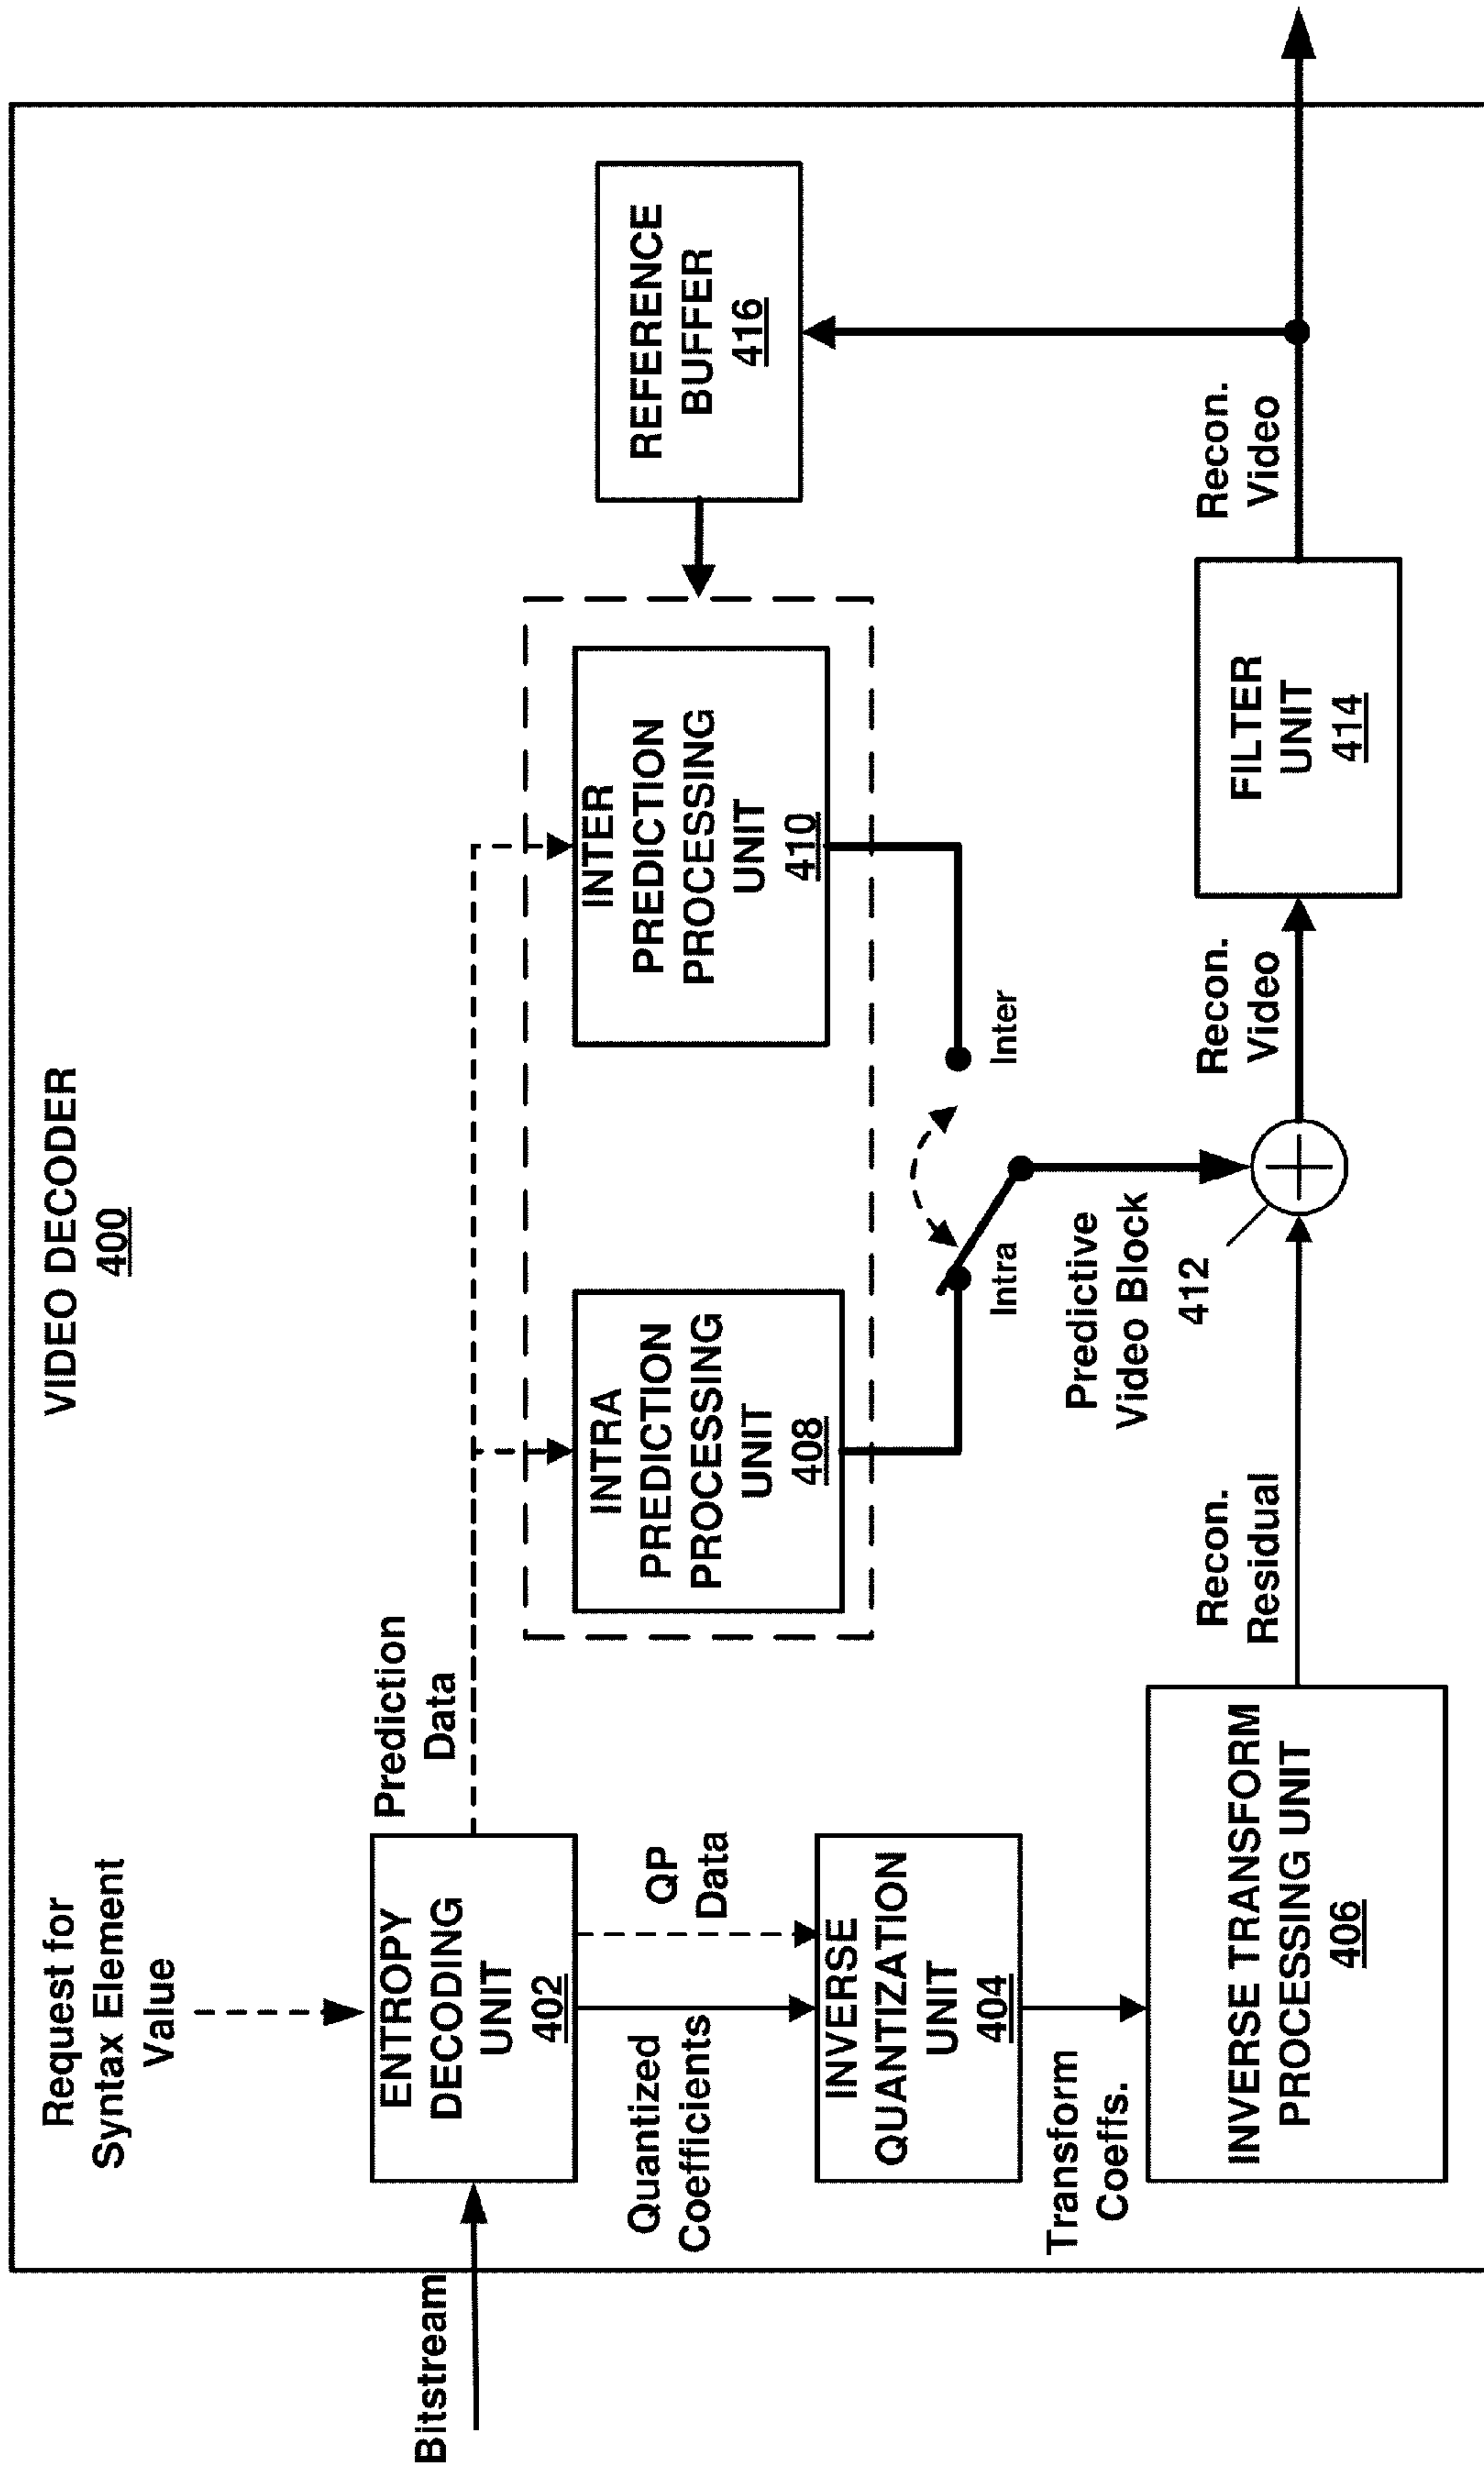 VIDEO DECODER
400
Request for
Syntax Element
Value
Bitstream
ENTROPY
DECODING
UNIT
402
Prediction
Data
Quantized
Coefficients
QP
Data
INVERSE
QUANTIZATION
UNIT
404
Transform
Coeffs.
INVERSE TRANSFORM
PROCESSING UNIT
406
Recon.
Residual
INTRA
PREDICTION
PROCESSING
UNIT
408
INTER
PREDICTION
PROCESSING
UNIT
410
Intra
Inter
Predictive
Video Block
412
Recon.
Video
FILTER
UNIT
414
Recon.
Video
REFERENCE
BUFFER
416